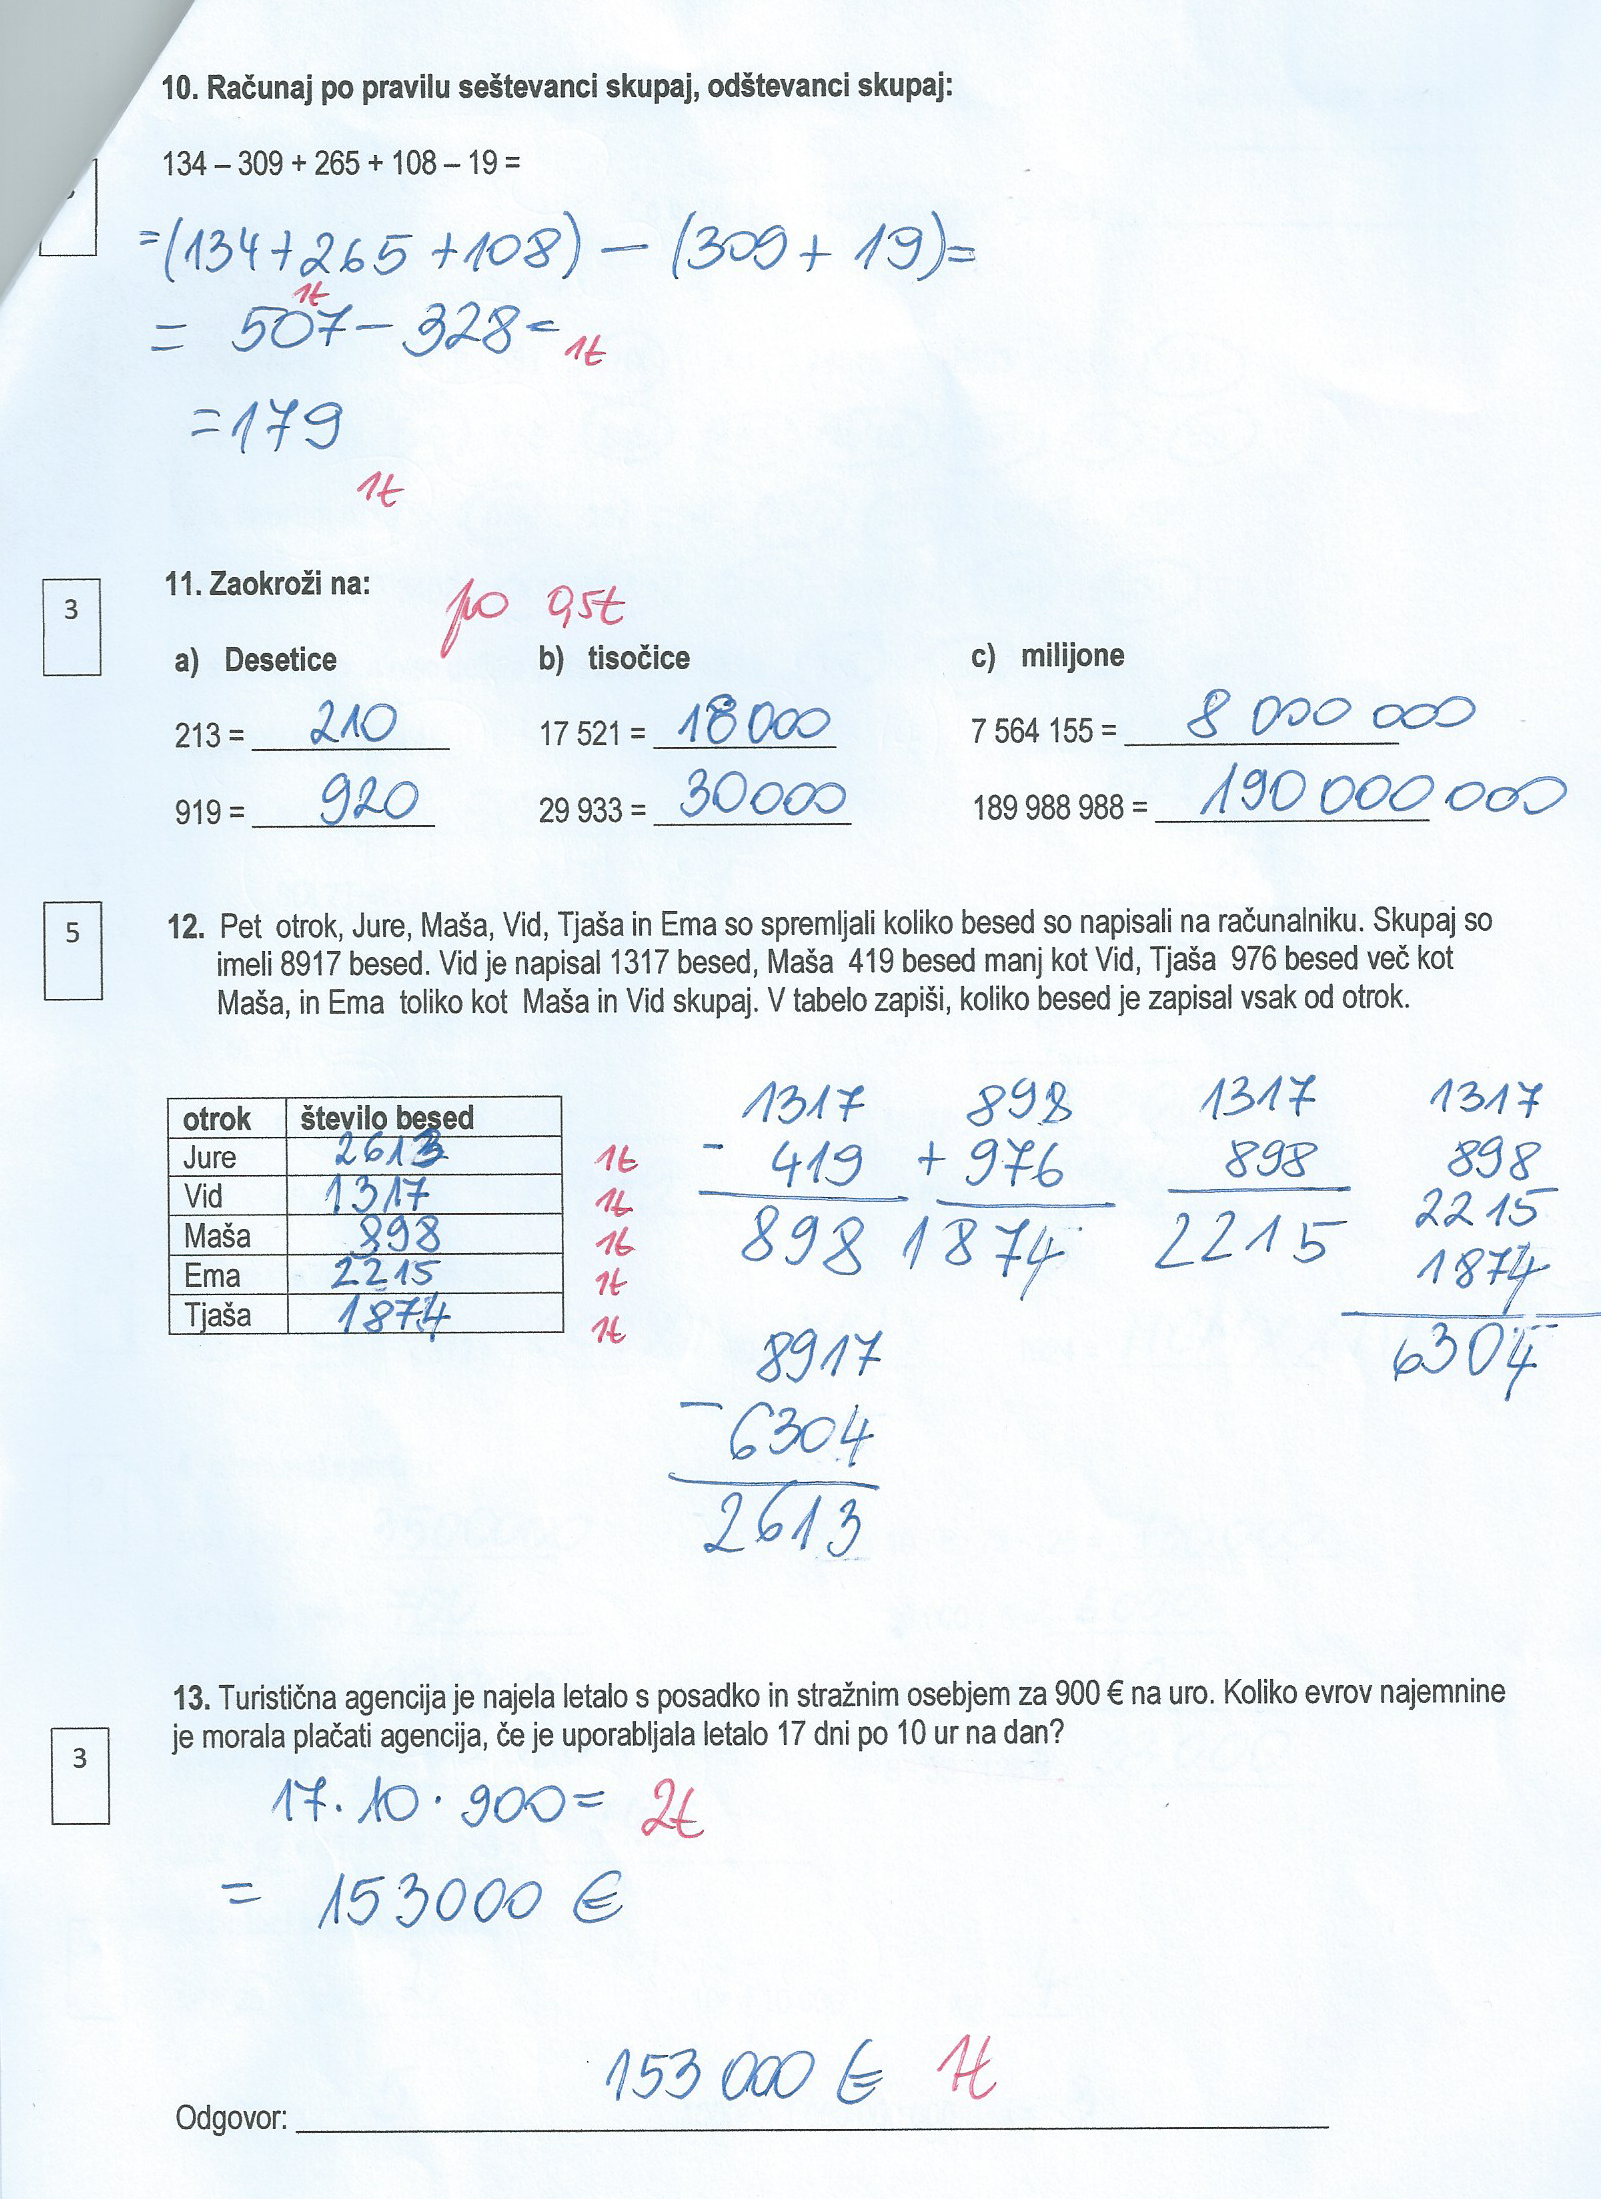 10. Računaj po pravilu seštevanci skupaj, odštevanci skupaj:
134 – 309 + 265 + 108 – 19 =
=(134+265+108) – (309+19)=
1t
= 507 – 328 =
1t
= 179
1t
3
11. Zaokroži na:
po 0,5t
a) Desetice b) tisočice c) milijone
213 = 210 17 521 = 18000 7 564 155 = 8 000 000
919 = 920 29 933 = 30000 189 988 988 = 190 000 000
5
12. Pet otrok, Jure, Maša, Vid, Tjaša in Ema so spremljali koliko besed so napisali na računalniku. Skupaj so
imeli 8917 besed. Vid je napisal 1317 besed, Maša 419 besed manj kot Vid, Tjaša 976 besed več kot
Maša, in Ema toliko kot Maša in Vid skupaj. V tabelo zapiši, koliko besed je zapisal vsak od otrok.
otrok število besed
Jure 2613 1t
Vid 1317 1t
Maša 898 1t
Ema 2215 1t
Tjaša 1874 1t
1317
- 419
898
898
+ 976
1874
1317
898
2215
1317
898
2215
1874
6304
8917
- 6304
2613
3
13. Turistična agencija je najela letalo s posadko in stražnim osebjem za 900 € na uro. Koliko evrov najemnine
je morala plačati agencija, če je uporabljala letalo 17 dni po 10 ur na dan?
17 · 10 · 900 = 2t
= 153000 €
153 000 € 1t
Odgovor: